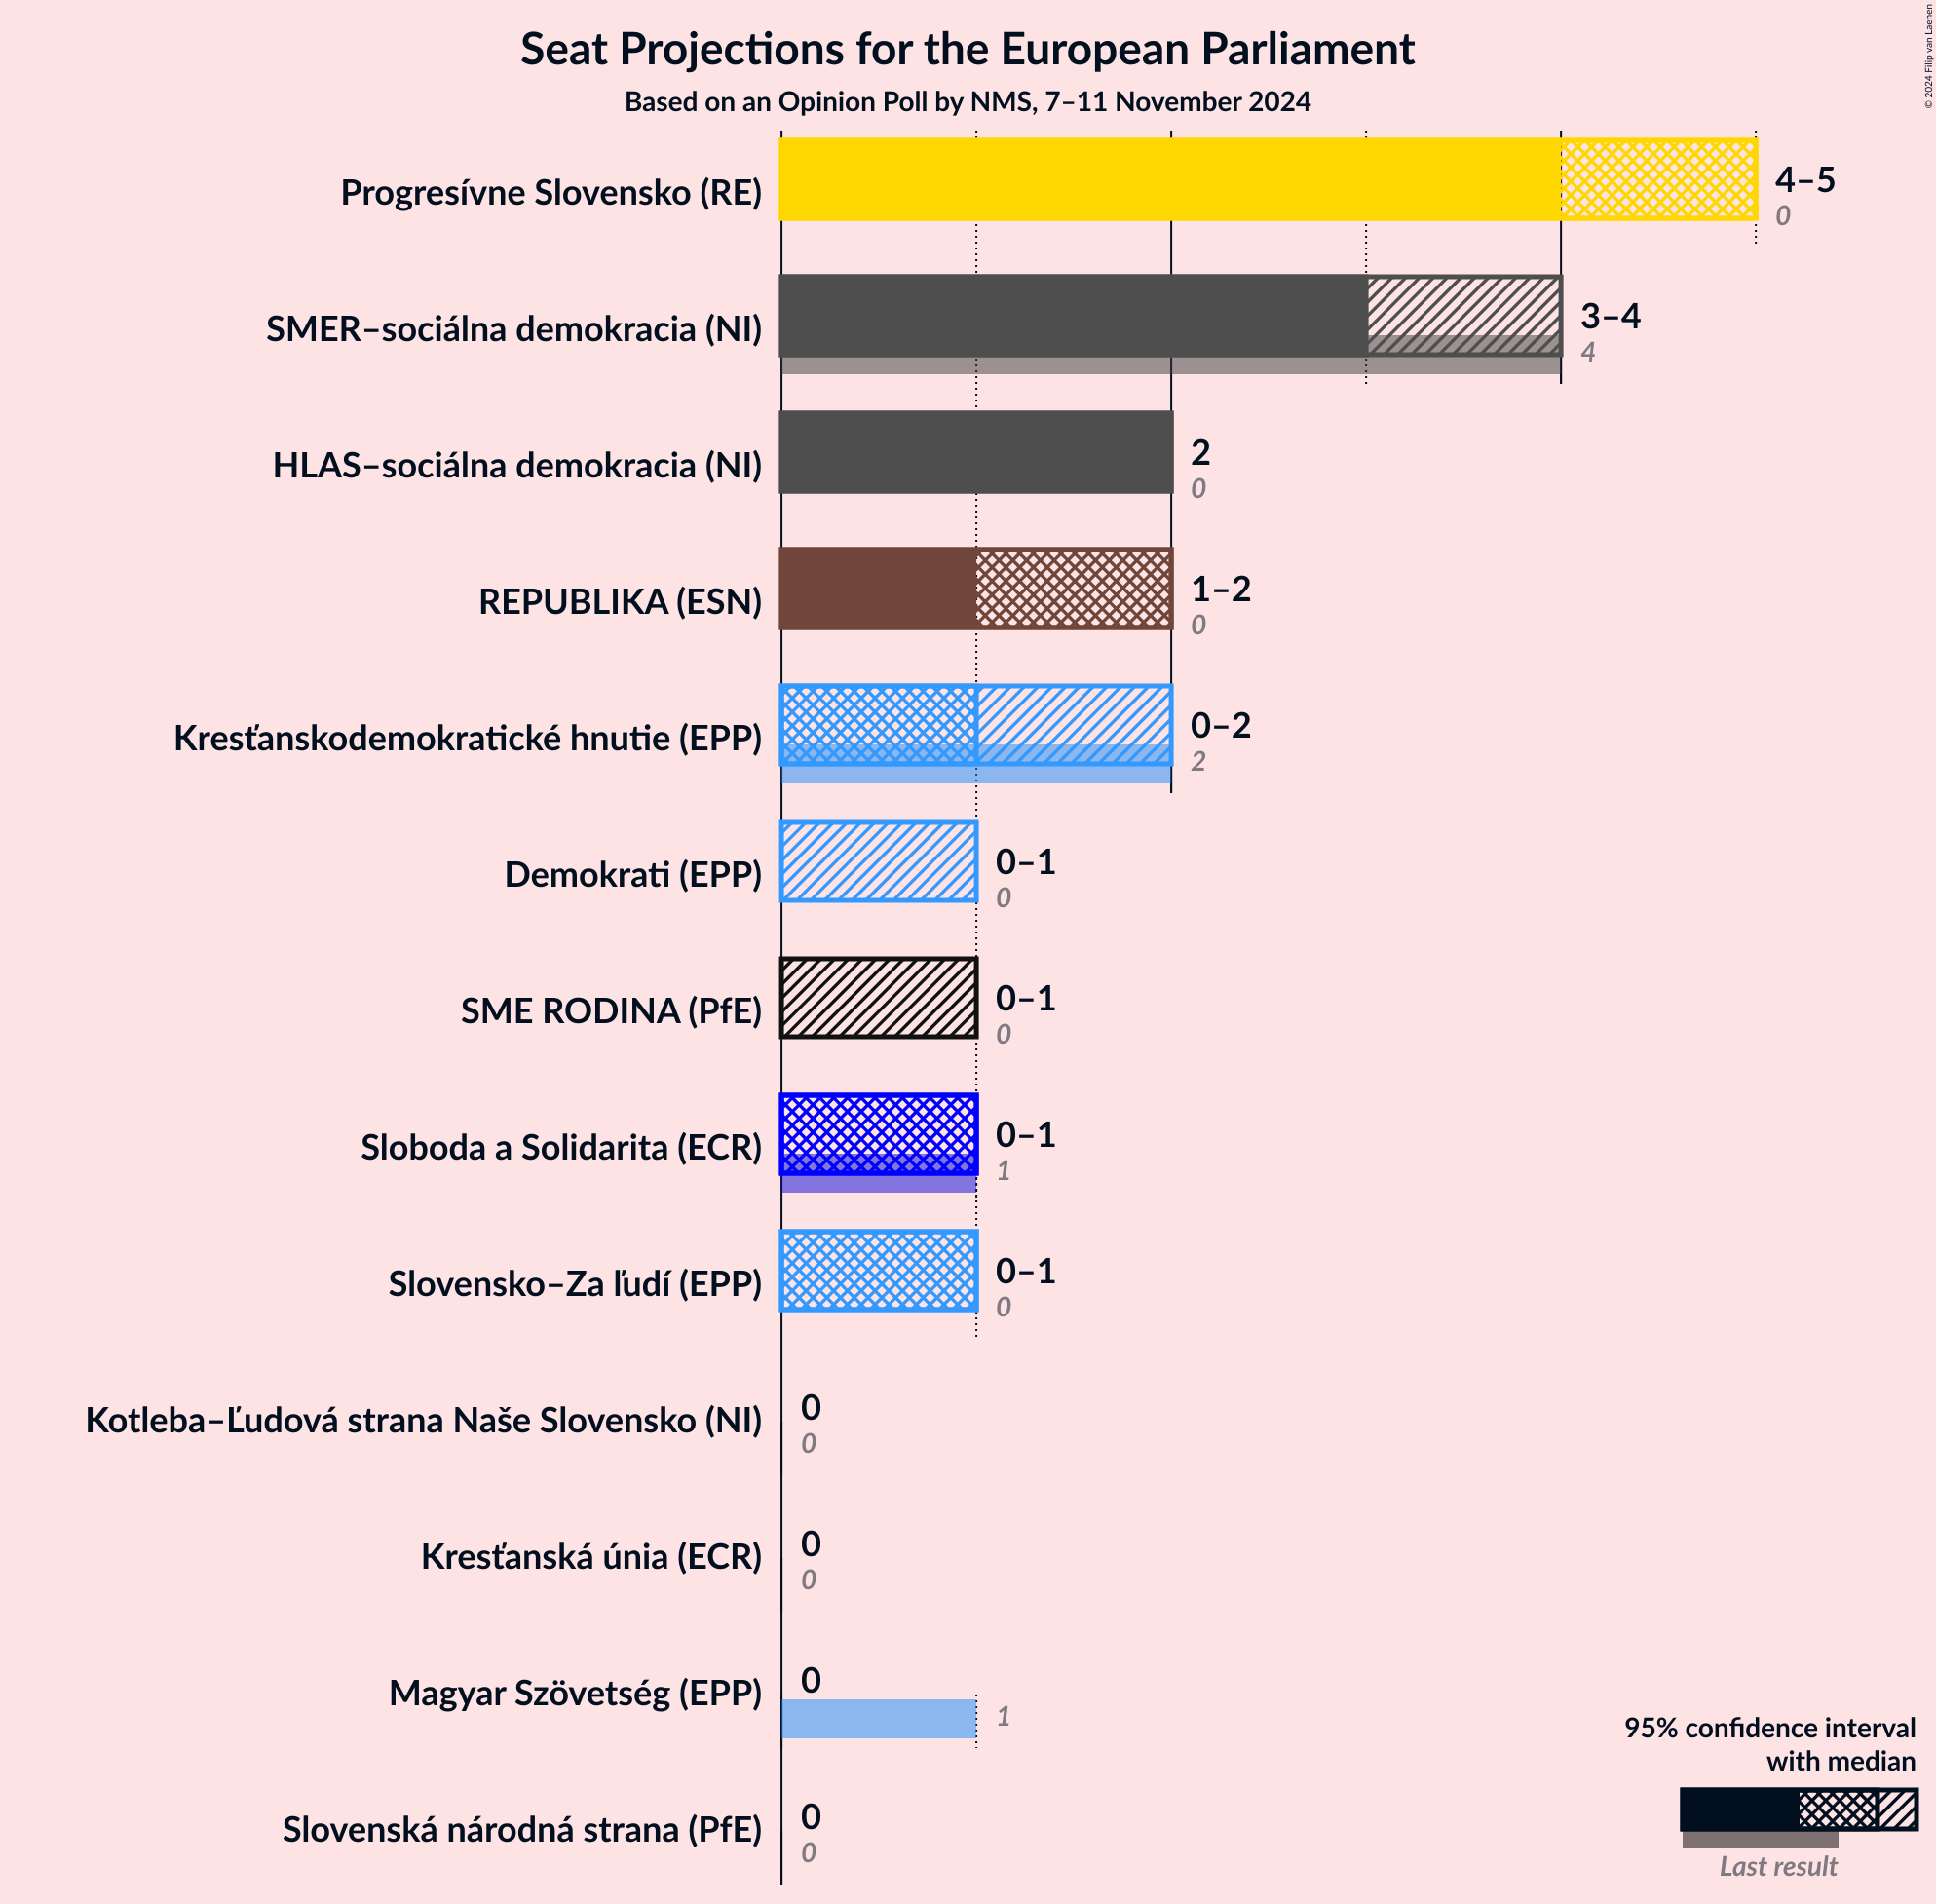 Seat Projections for the European Parliament
Based on an Opinion Poll by NMS, 7–11 November 2024
© 2024 Filip van Laenen
Progresívne Slovensko (RE)
4–5
0
SMER–sociálna demokracia (NI)
3–4
4
HLAS–sociálna demokracia (NI)
2
0
REPUBLIKA (ESN)
1–2
0
Kresťanskodemokratické hnutie (EPP)
0–2
2
Demokrati (EPP)
0–1
0
SME RODINA (PfE)
0–1
0
Sloboda a Solidarita (ECR)
0–1
1
Slovensko–Za ľudí (EPP)
0–1
0
Kotleba–Ľudová strana Naše Slovensko (NI)
0
0
Kresťanská únia (ECR)
0
0
Magyar Szövetség (EPP)
0
1
Slovenská národná strana (PfE)
0
0
95% confidence interval
with median
Last result